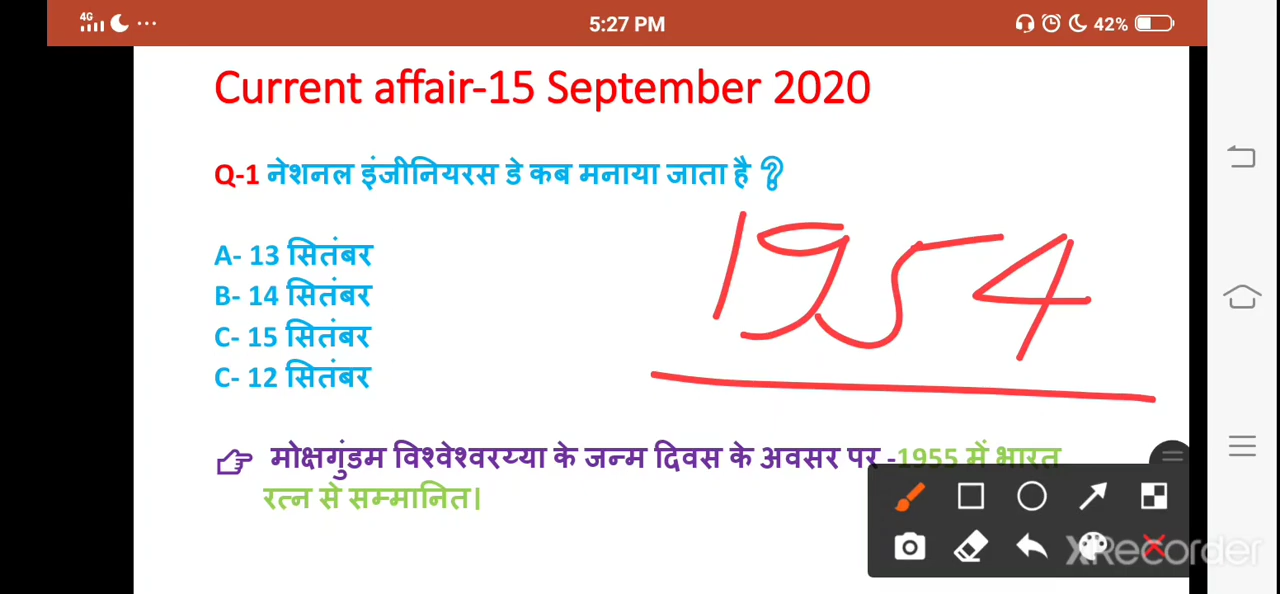 4G
5:27 PM
42%
Current affair-15 September 2020
Q-1 नेशनल इंजीनियरस डे कब मनाया जाता है ?
A- 13 सितंबर
B- 14 सितंबर
C- 15 सितंबर
C- 12 सितंबर
1954
मोक्षगुंडम विश्वेश्वरय्या के जन्म दिवस के अवसर पर -1955 में भारत
रत्न से सम्मानित।
XRecorder